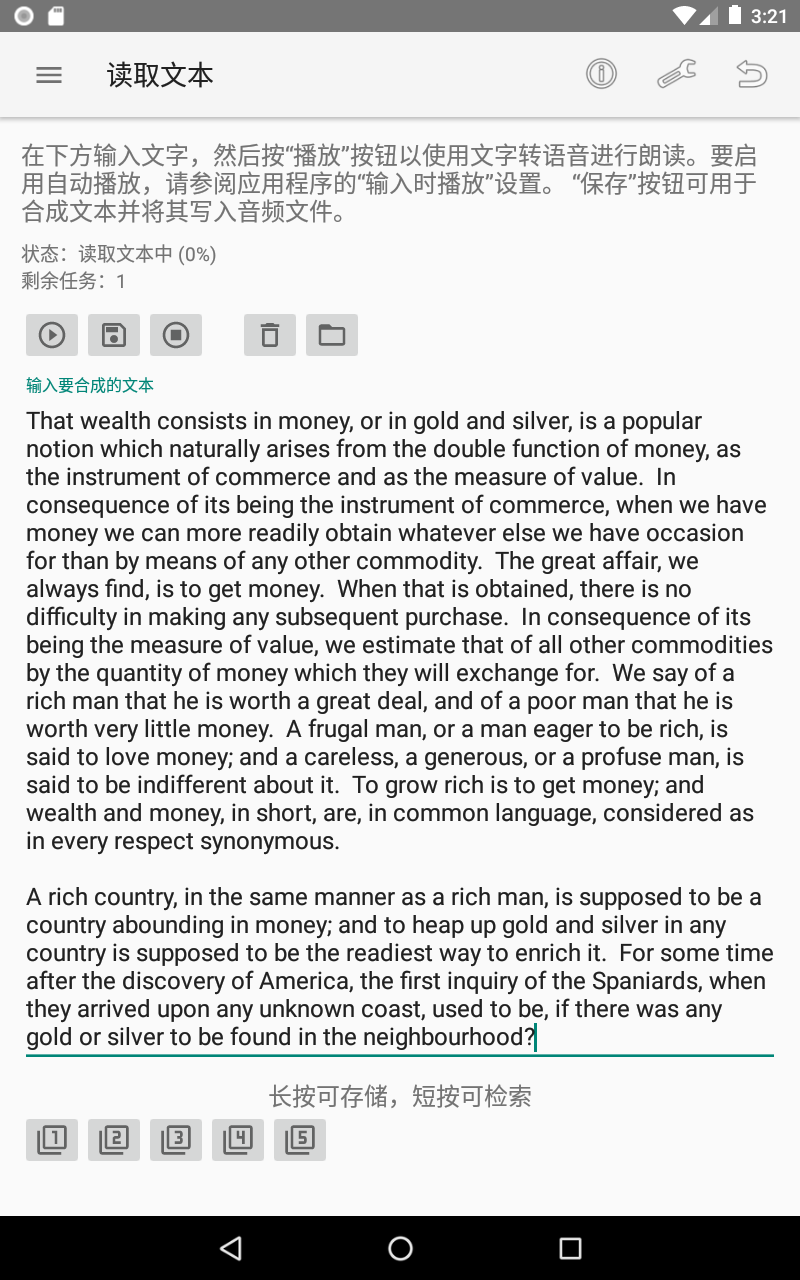 3:21
读取文本
在下方输入文字，然后按“播放”按钮以使用文字转语音进行朗读。要启
用自动播放，请参阅应用程序的“输入时播放”设置。 “保存”按钮可用于
合成文本并将其写入音频文件。
状态：读取文本中 (0%)
剩余任务：1
输入要合成的文本
That wealth consists in money, or in gold and silver, is a popular
notion which naturally arises from the double function of money, as
the instrument of commerce and as the measure of value.  In
consequence of its being the instrument of commerce, when we have
money we can more readily obtain whatever else we have occasion
for than by means of any other commodity.  The great affair, we
always find, is to get money.  When that is obtained, there is no
difficulty in making any subsequent purchase.  In consequence of its
being the measure of value, we estimate that of all other commodities
by the quantity of money which they will exchange for.  We say of a
rich man that he is worth a great deal, and of a poor man that he is
worth very little money.  A frugal man, or a man eager to be rich, is
said to love money; and a careless, a generous, or a profuse man, is
said to be indifferent about it.  To grow rich is to get money; and
wealth and money, in short, are, in common language, considered as
in every respect synonymous.
A rich country, in the same manner as a rich man, is supposed to be a
country abounding in money; and to heap up gold and silver in any
country is supposed to be the readiest way to enrich it.  For some time
after the discovery of America, the first inquiry of the Spaniards, when
they arrived upon any unknown coast, used to be, if there was any
gold or silver to be found in the neighbourhood?
长按可存储，短按可检索
1 2 3 4 5